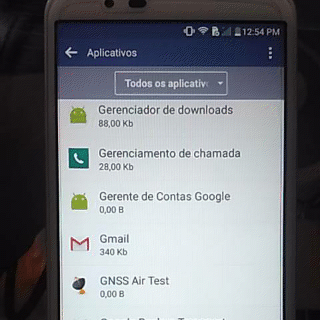 12:54 PM
Aplicativos
Todos os aplicativ
Gerenciador de downloads
88,00 Kb
Gerenciamento de chamada
28,00 Kb
Gerente de Contas Google
0,00 B
Gmail
340 Kb
GNSS Air Test
0,00 B